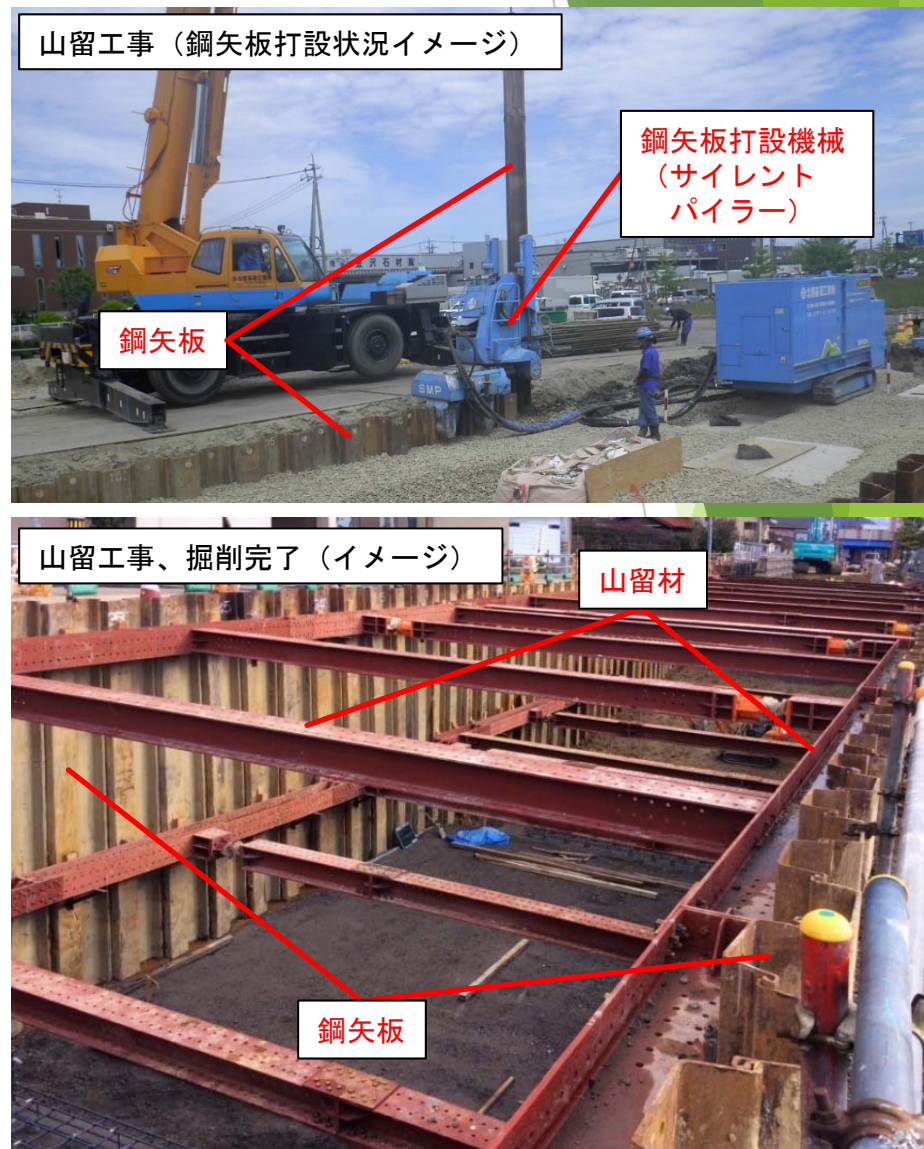 山留工事（鋼矢板打設状況イメージ）
鋼矢板打設機械
（サイレント
パイラー）
鋼矢板
SMP
山留工事、掘削完了（イメージ）
山留材
鋼矢板